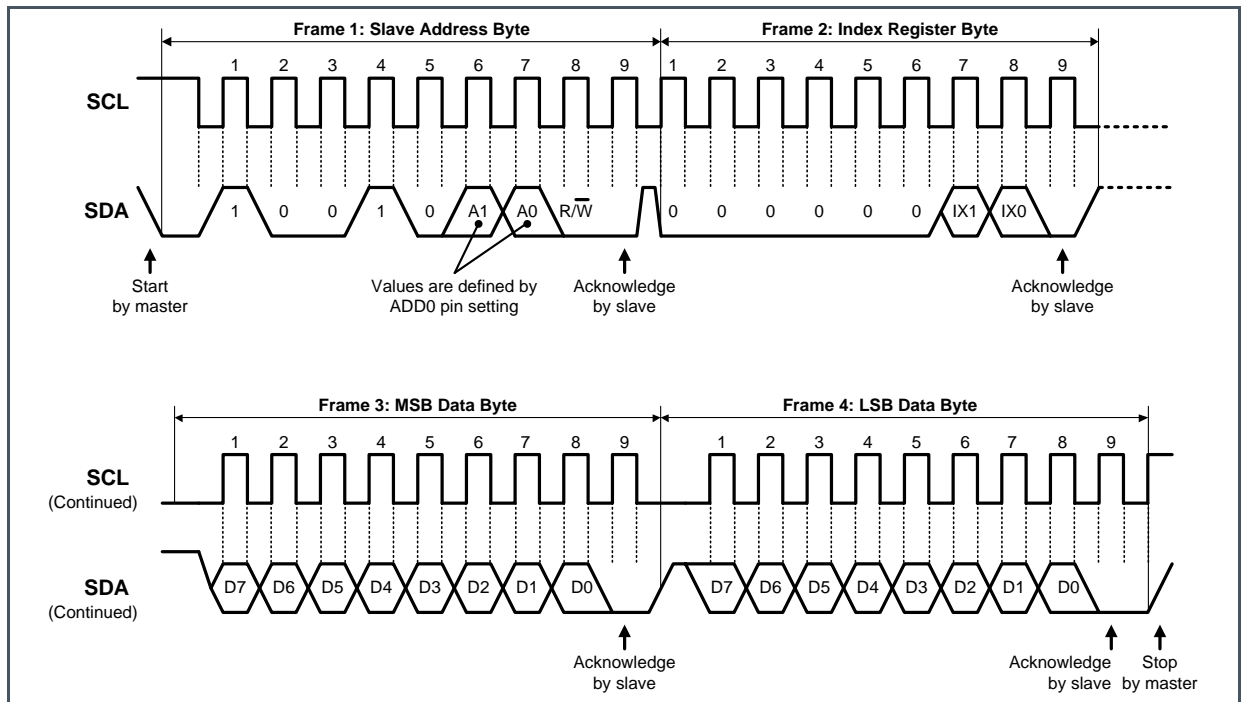 Frame 1: Slave Address Byte Frame 2: Index Register Byte
1 2 3 4 5 6 7 8 9 1 2 3 4 5 6 7 8 9
SCL
SDA 1 0 0 1 0 A1 A0 R/W̅ 0 0 0 0 0 0 IX1 IX0
Start
by master
Values are defined by
ADD0 pin setting
Acknowledge
by slave
Acknowledge
by slave
Frame 3: MSB Data Byte Frame 4: LSB Data Byte
1 2 3 4 5 6 7 8 9 1 2 3 4 5 6 7 8 9
SCL
(Continued)
SDA D7 D6 D5 D4 D3 D2 D1 D0 D7 D6 D5 D4 D3 D2 D1 D0
(Continued)
Acknowledge
by slave
Acknowledge
by slave
Stop
by master